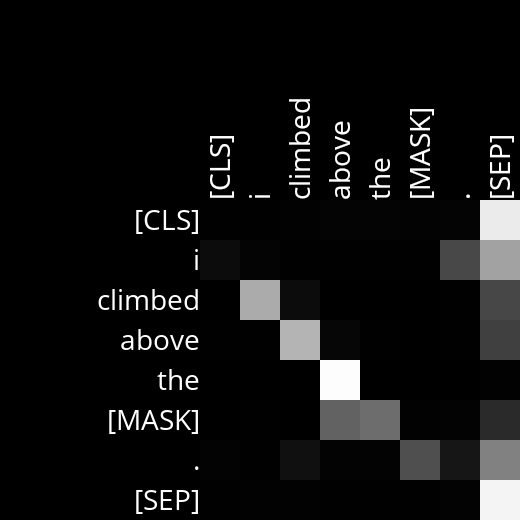 [CLS] i climbed above the [MASK] . [SEP]
[CLS]
i
climbed
above
the
[MASK]
.
[SEP]